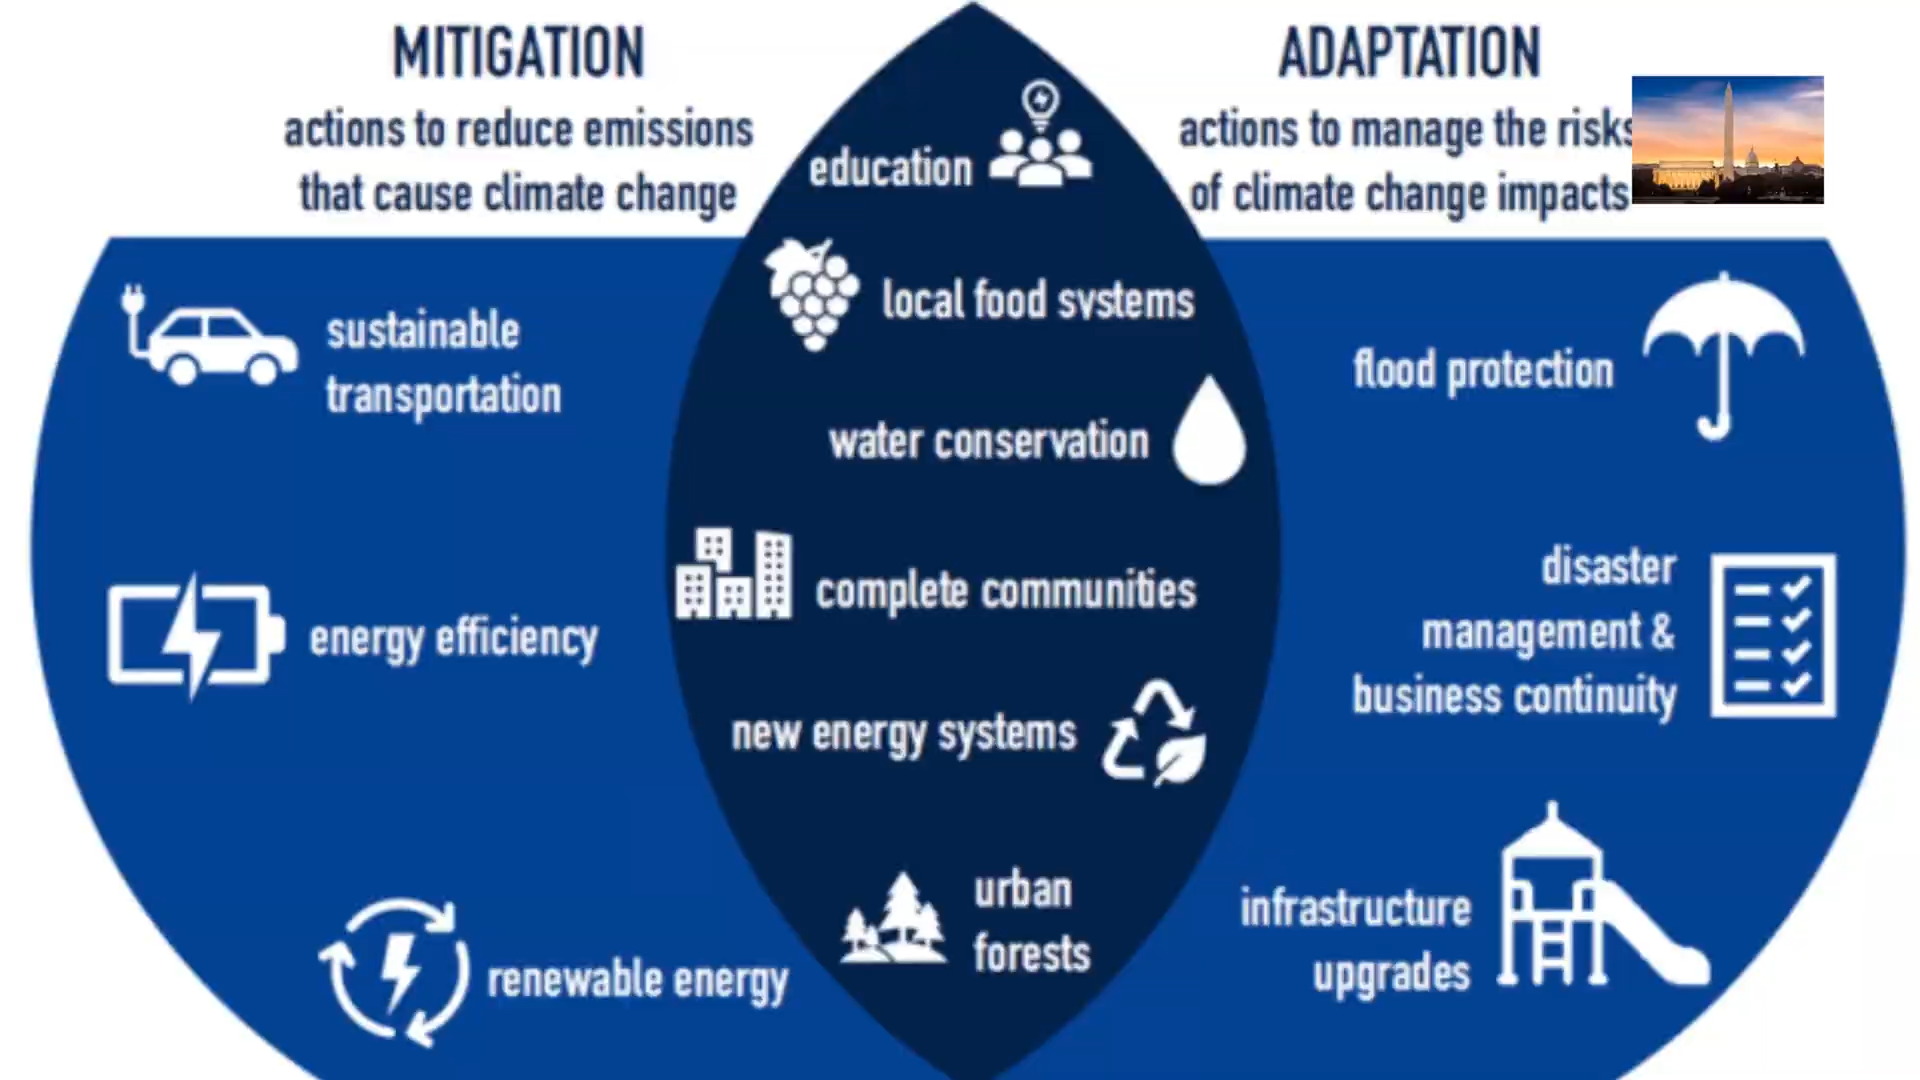 MITIGATION
actions to reduce emissions
that cause climate change
ADAPTATION
actions to manage the risks
of climate change impacts
education
local food systems
water conservation
complete communities
new energy systems
urban
forests
sustainable
transportation
energy efficiency
renewable energy
flood protection
disaster
management &
business continuity
infrastructure
upgrades